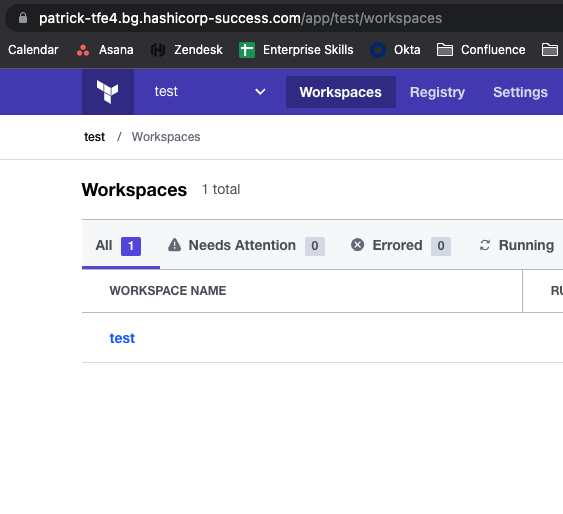 patrick-tfe4.bg.hashicorp-success.com/app/test/workspaces
Calendar Asana Zendesk Enterprise Skills Okta Confluence
test Workspaces Registry Settings
test / Workspaces
Workspaces 1 total
All 1 Needs Attention 0 Errored 0 Running
WORKSPACE NAME RU
test